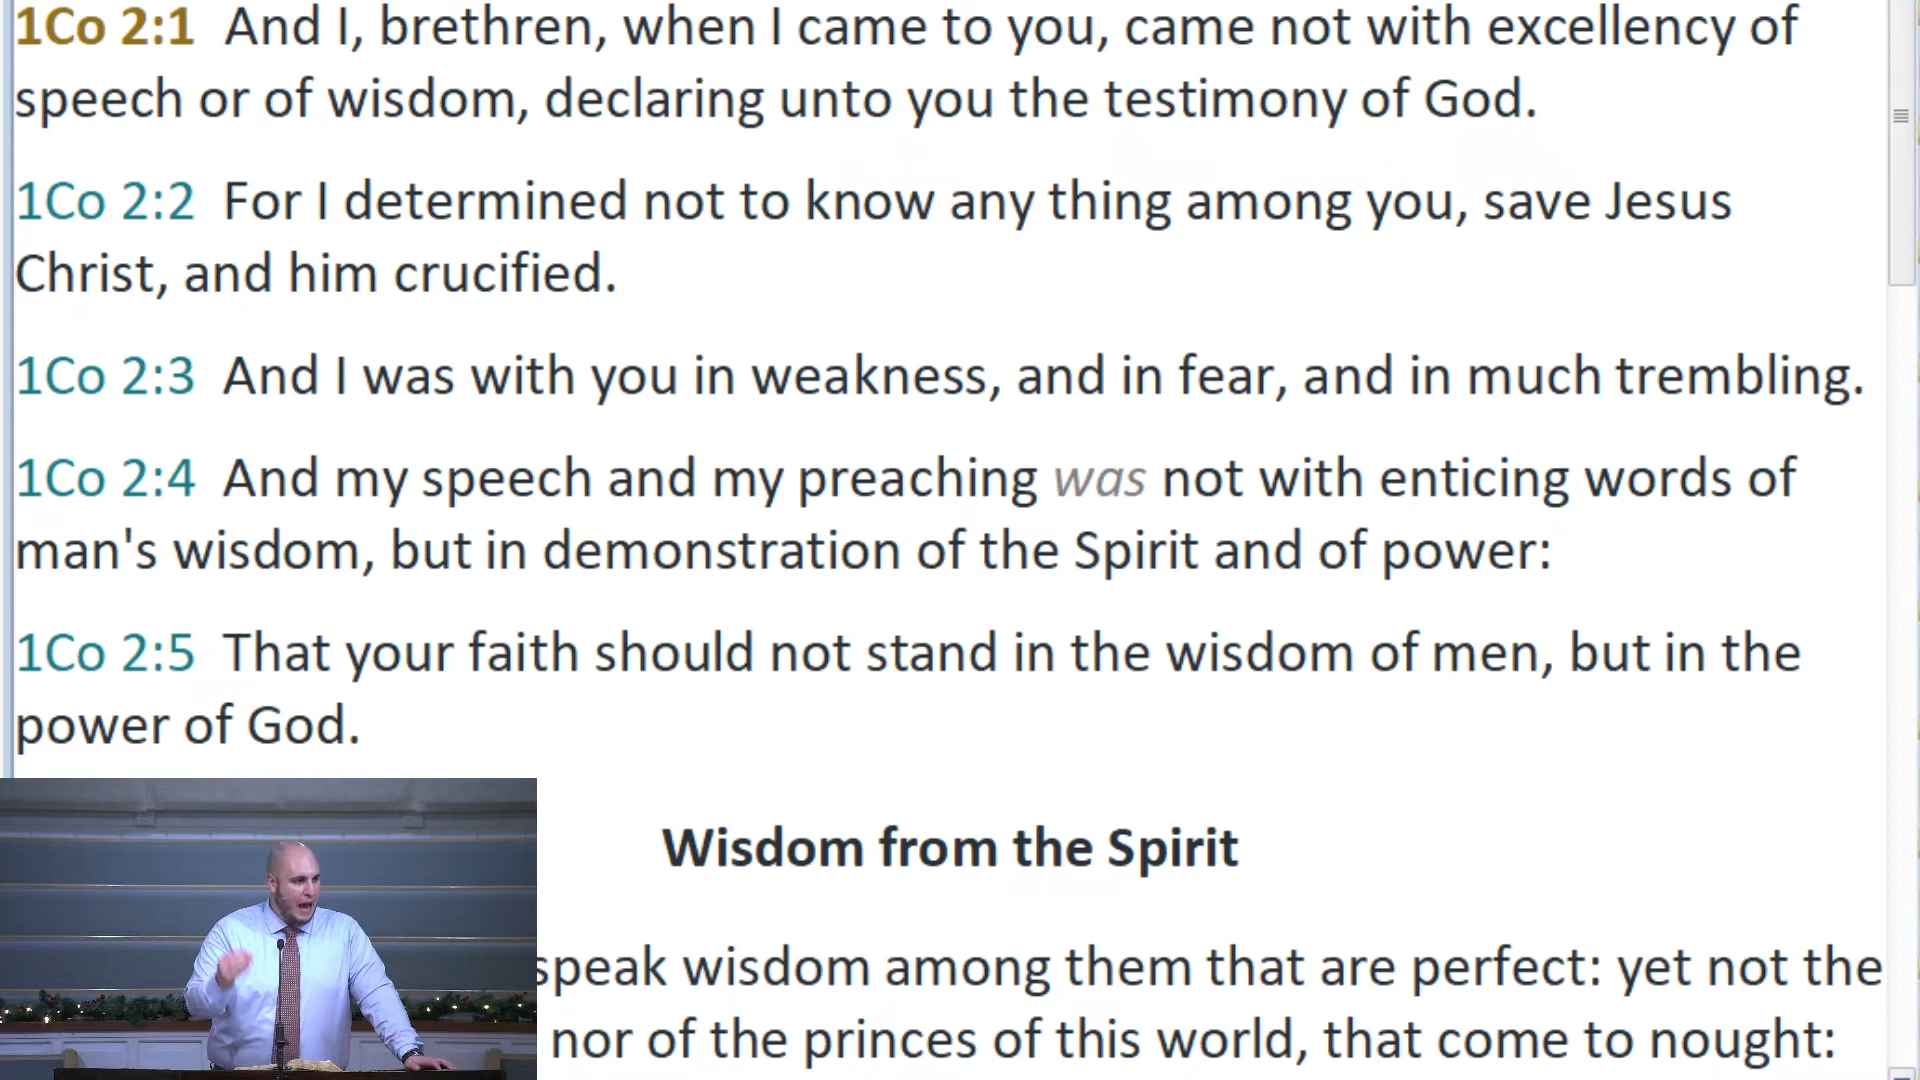 1Co 2:1 And I, brethren, when I came to you, came not with excellency of
speech or of wisdom, declaring unto you the testimony of God.
1Co 2:2 For I determined not to know any thing among you, save Jesus
Christ, and him crucified.
1Co 2:3 And I was with you in weakness, and in fear, and in much trembling.
1Co 2:4 And my speech and my preaching was not with enticing words of
man's wisdom, but in demonstration of the Spirit and of power:
1Co 2:5 That your faith should not stand in the wisdom of men, but in the
power of God.
Wisdom from the Spirit
speak wisdom among them that are perfect: yet not the
nor of the princes of this world, that come to nought: